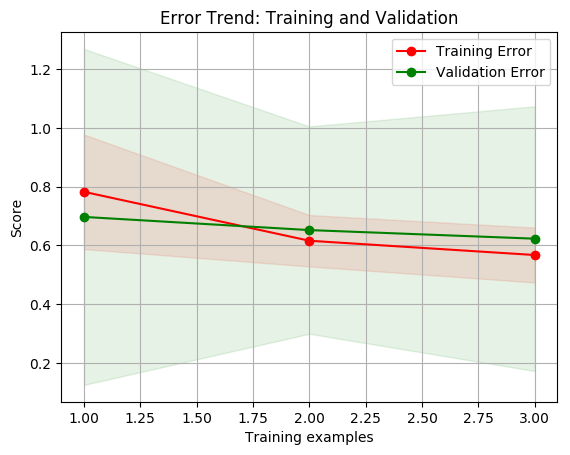 Error Trend: Training and Validation
Training Error
Validation Error
Score
1.2
1.0
0.8
0.6
0.4
0.2
1.00 1.25 1.50 1.75 2.00 2.25 2.50 2.75 3.00
Training examples